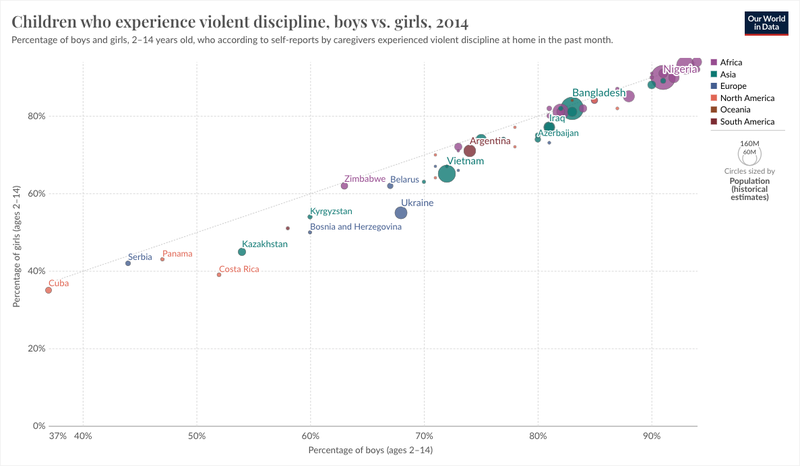 Children who experience violent discipline, boys vs. girls, 2014
Percentage of boys and girls, 2–14 years old, who according to self-reports by caregivers experienced violent discipline at home in the past month.
Our World
in Data
Percentage of girls (ages 2–14)
80%
60%
40%
20%
0%
Nigeria
Bangladesh
Iraq
Azerbaijan
Argentina
Vietnam
Zimbabwe
Belarus
Ukraine
Kyrgyzstan
Bosnia and Herzegovina
Kazakhstan
Serbia
Panama
Costa Rica
Cuba
37%
40%
50%
60%
70%
80%
90%
Percentage of boys (ages 2–14)
Africa
Asia
Europe
North America
Oceania
South America
160M
60M
Circles sized by
Population
(historical
estimates)